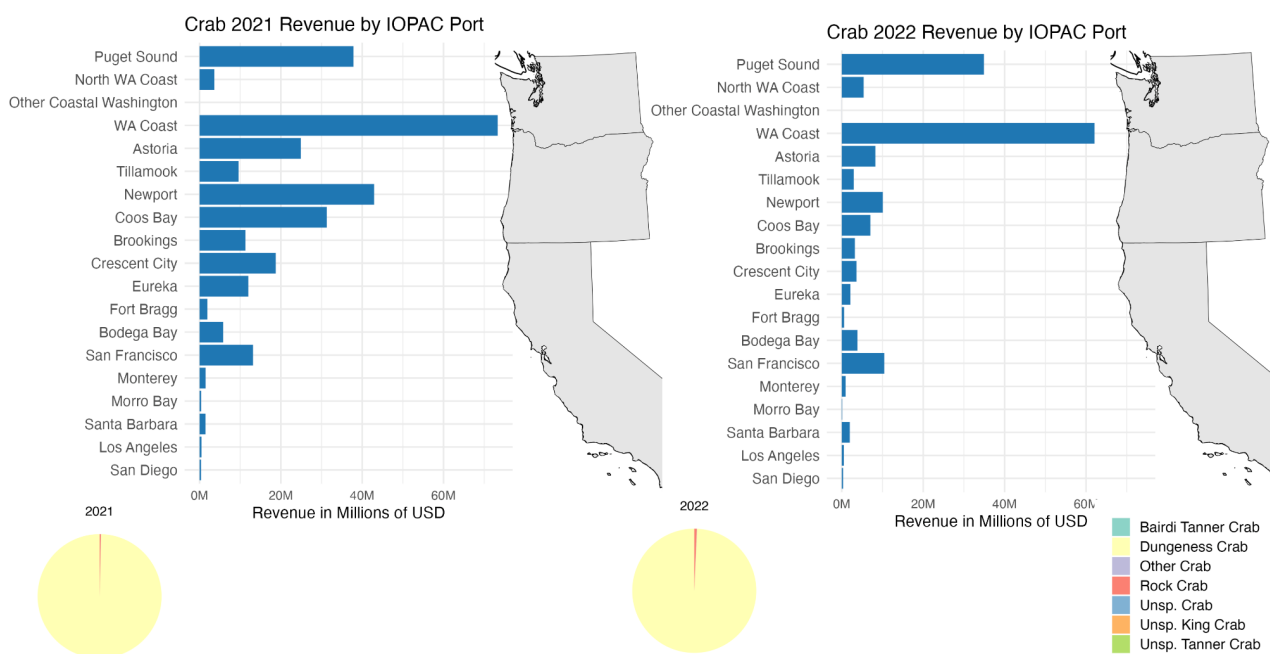 Crab 2021 Revenue by IOPAC Port
Puget Sound
North WA Coast
Other Coastal Washington
WA Coast
Astoria
Tillamook
Newport
Coos Bay
Brookings
Crescent City
Eureka
Fort Bragg
Bodega Bay
San Francisco
Monterey
Morro Bay
Santa Barbara
Los Angeles
San Diego
0M 20M 40M 60M
Revenue in Millions of USD
2021
Crab 2022 Revenue by IOPAC Port
Puget Sound
North WA Coast
Other Coastal Washington
WA Coast
Astoria
Tillamook
Newport
Coos Bay
Brookings
Crescent City
Eureka
Fort Bragg
Bodega Bay
San Francisco
Monterey
Morro Bay
Santa Barbara
Los Angeles
San Diego
0M 20M 40M 60M
Revenue in Millions of USD
2022
Bairdi Tanner Crab
Dungeness Crab
Other Crab
Rock Crab
Unsp. Crab
Unsp. King Crab
Unsp. Tanner Crab